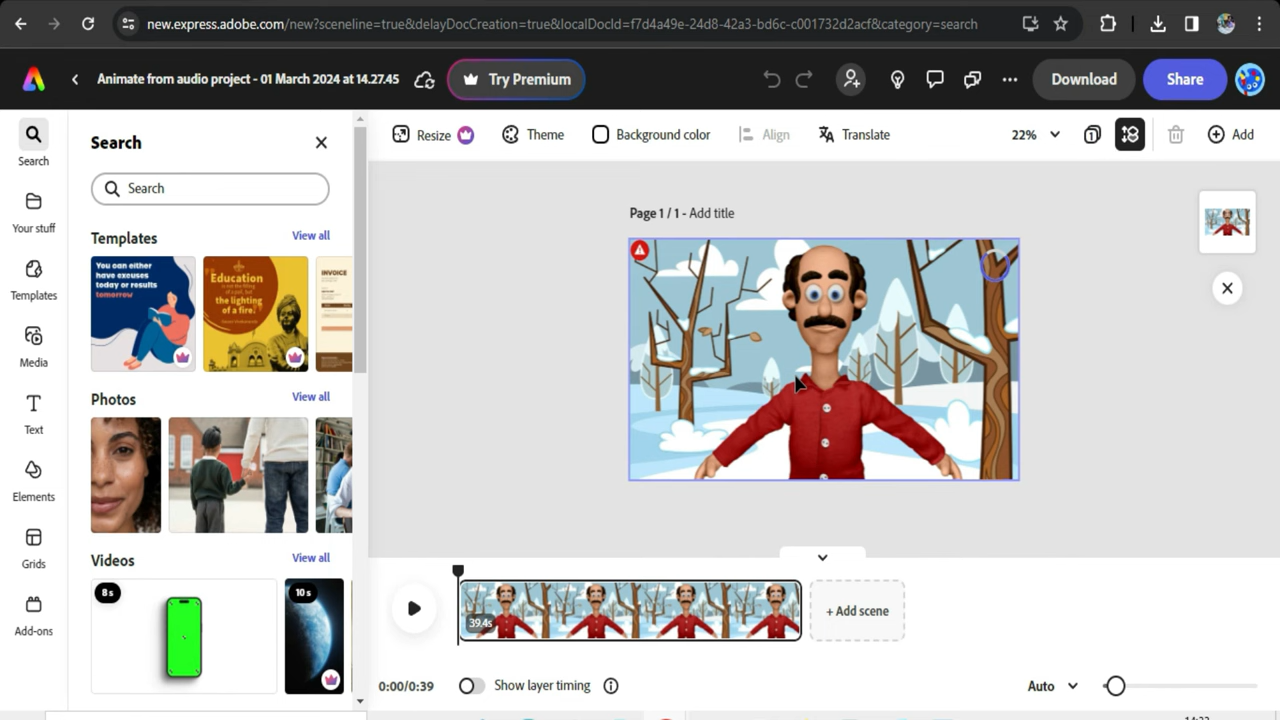 new.express.adobe.com/new?sceneline=true&delayDocCreation=true&localDocId=f7d4a49e-24d8-42a3-bd6c-c001732d2acf&category=search
Animate from audio project - 01 March 2024 at 14.27.45
Try Premium
Download
Share
Search
Your stuff
Templates
Media
Text
Elements
Grids
Add-ons
Search
Search
Templates
View all
You can either
have excuses
today or results
tomorrow
Education
is not the filling
of a pail, but
the lighting
of a fire.
INVOICE
Photos
View all
Videos
View all
8 s
10 s
Resize
Theme
Background color
Align
Translate
22%
Add
Page 1 / 1 - Add title
39.4s
+ Add scene
0:00/0:39
Show layer timing
Auto